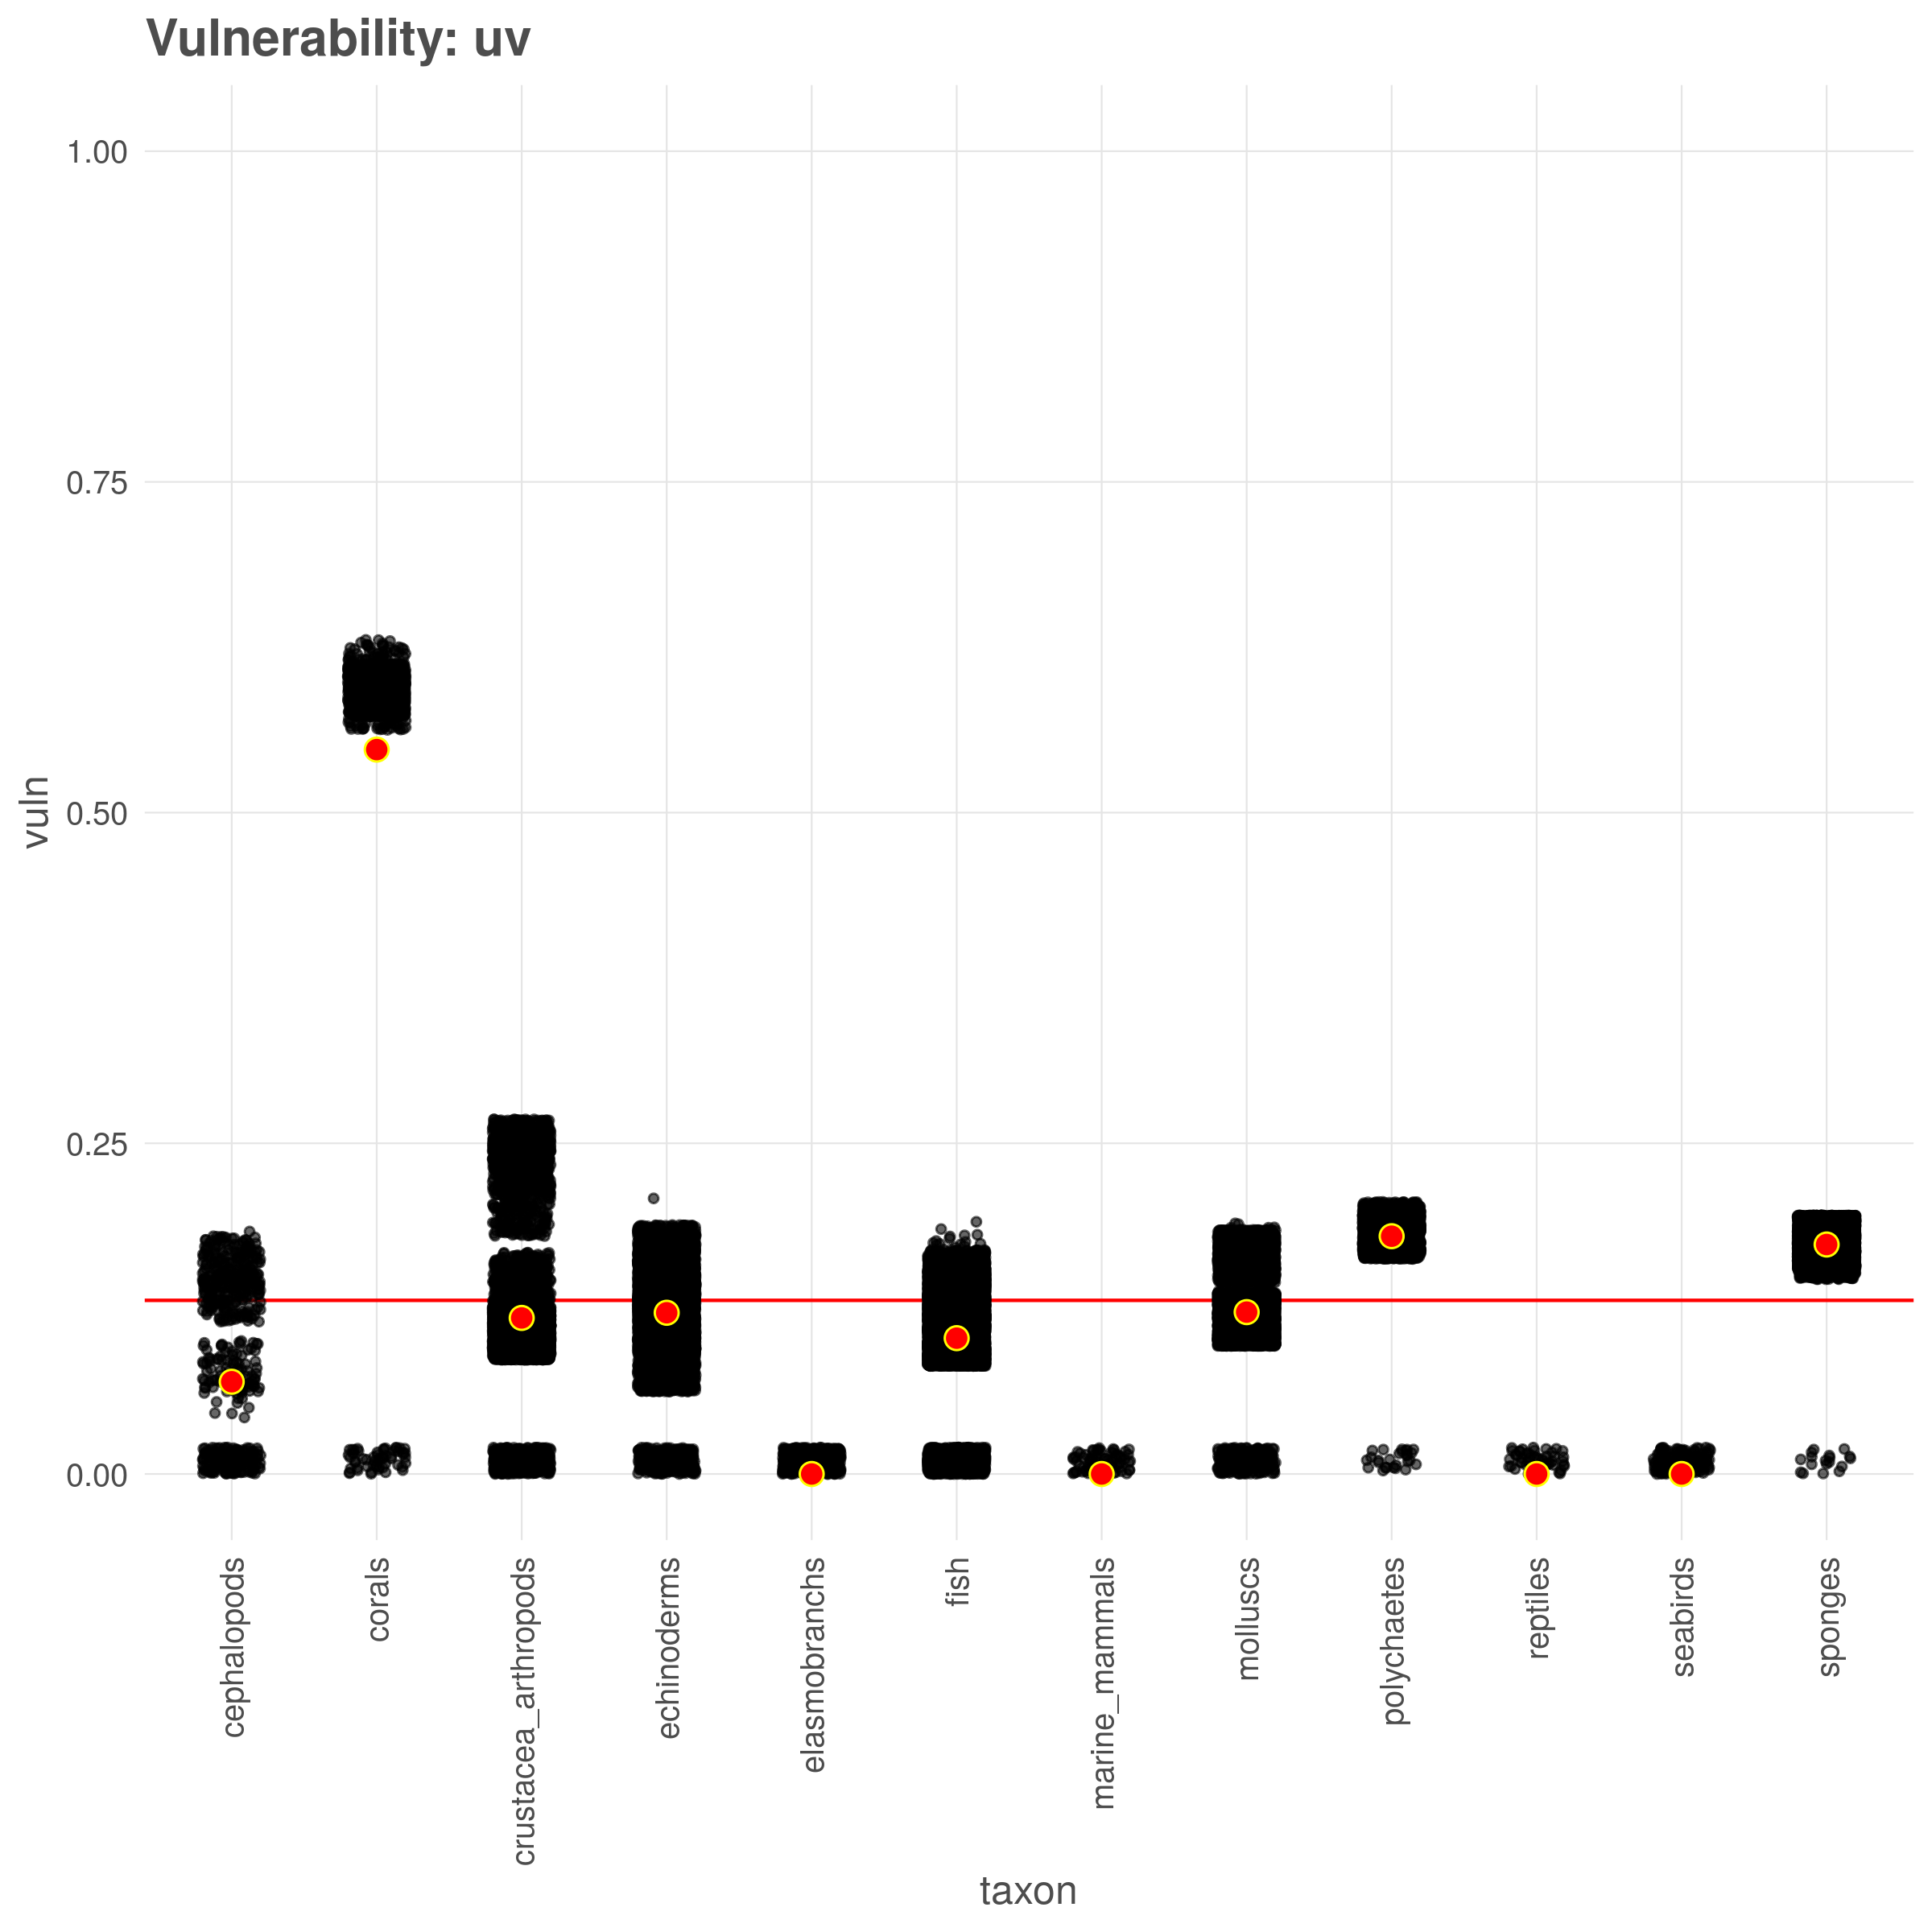 Vulnerability: uv
1.00
0.75
0.50
0.25
0.00
vuln
cephalopods
corals
crustacea_arthropods
echinoderms
elasmobranchs
fish
marine_mammals
molluscs
polychaetes
reptiles
seabirds
sponges
taxon